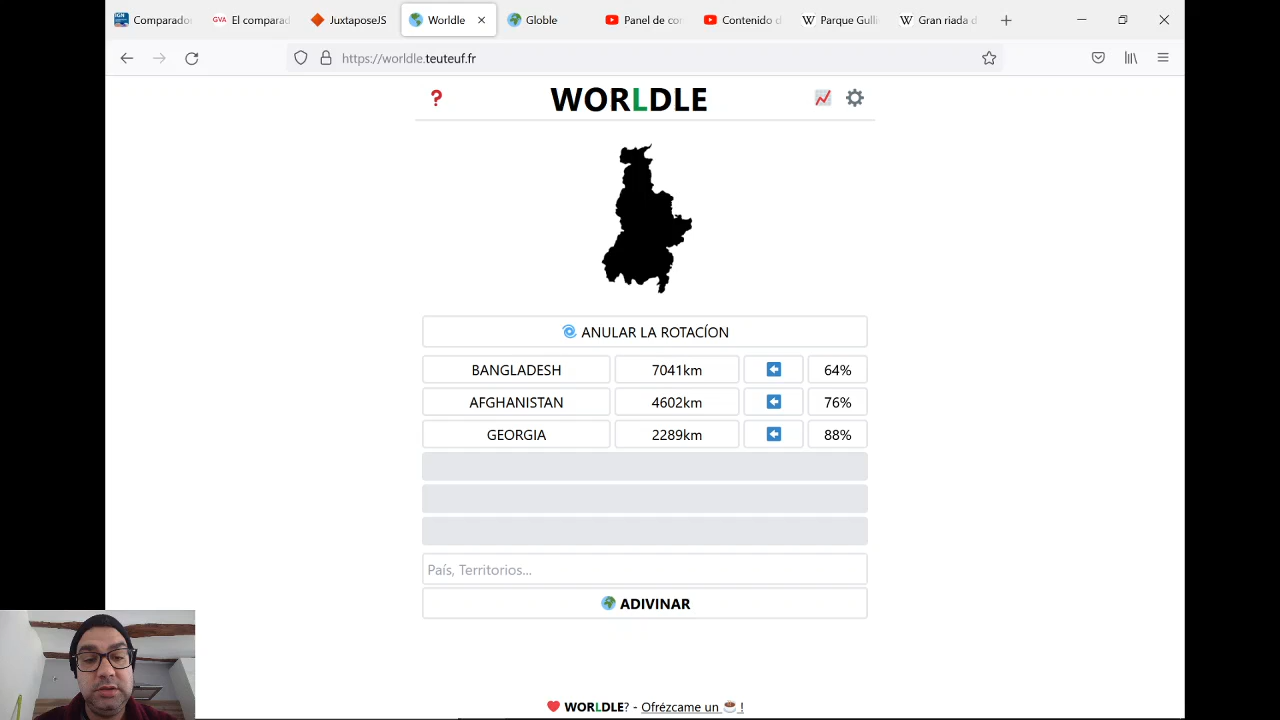 Comparado
GVA El comparad
JuxtaposeJS
Worldle
Globle
Panel de co
Contenido d
W Parque Gull
W Gran riada d
https://worldle.teuteuf.fr
? WORLDLE
ANULAR LA ROTACÍON
BANGLADESH 7041km 64%
AFGHANISTAN 4602km 76%
GEORGIA 2289km 88%
País, Territorios...
ADIVINAR
WORLDLE? - Ofrézcame un !